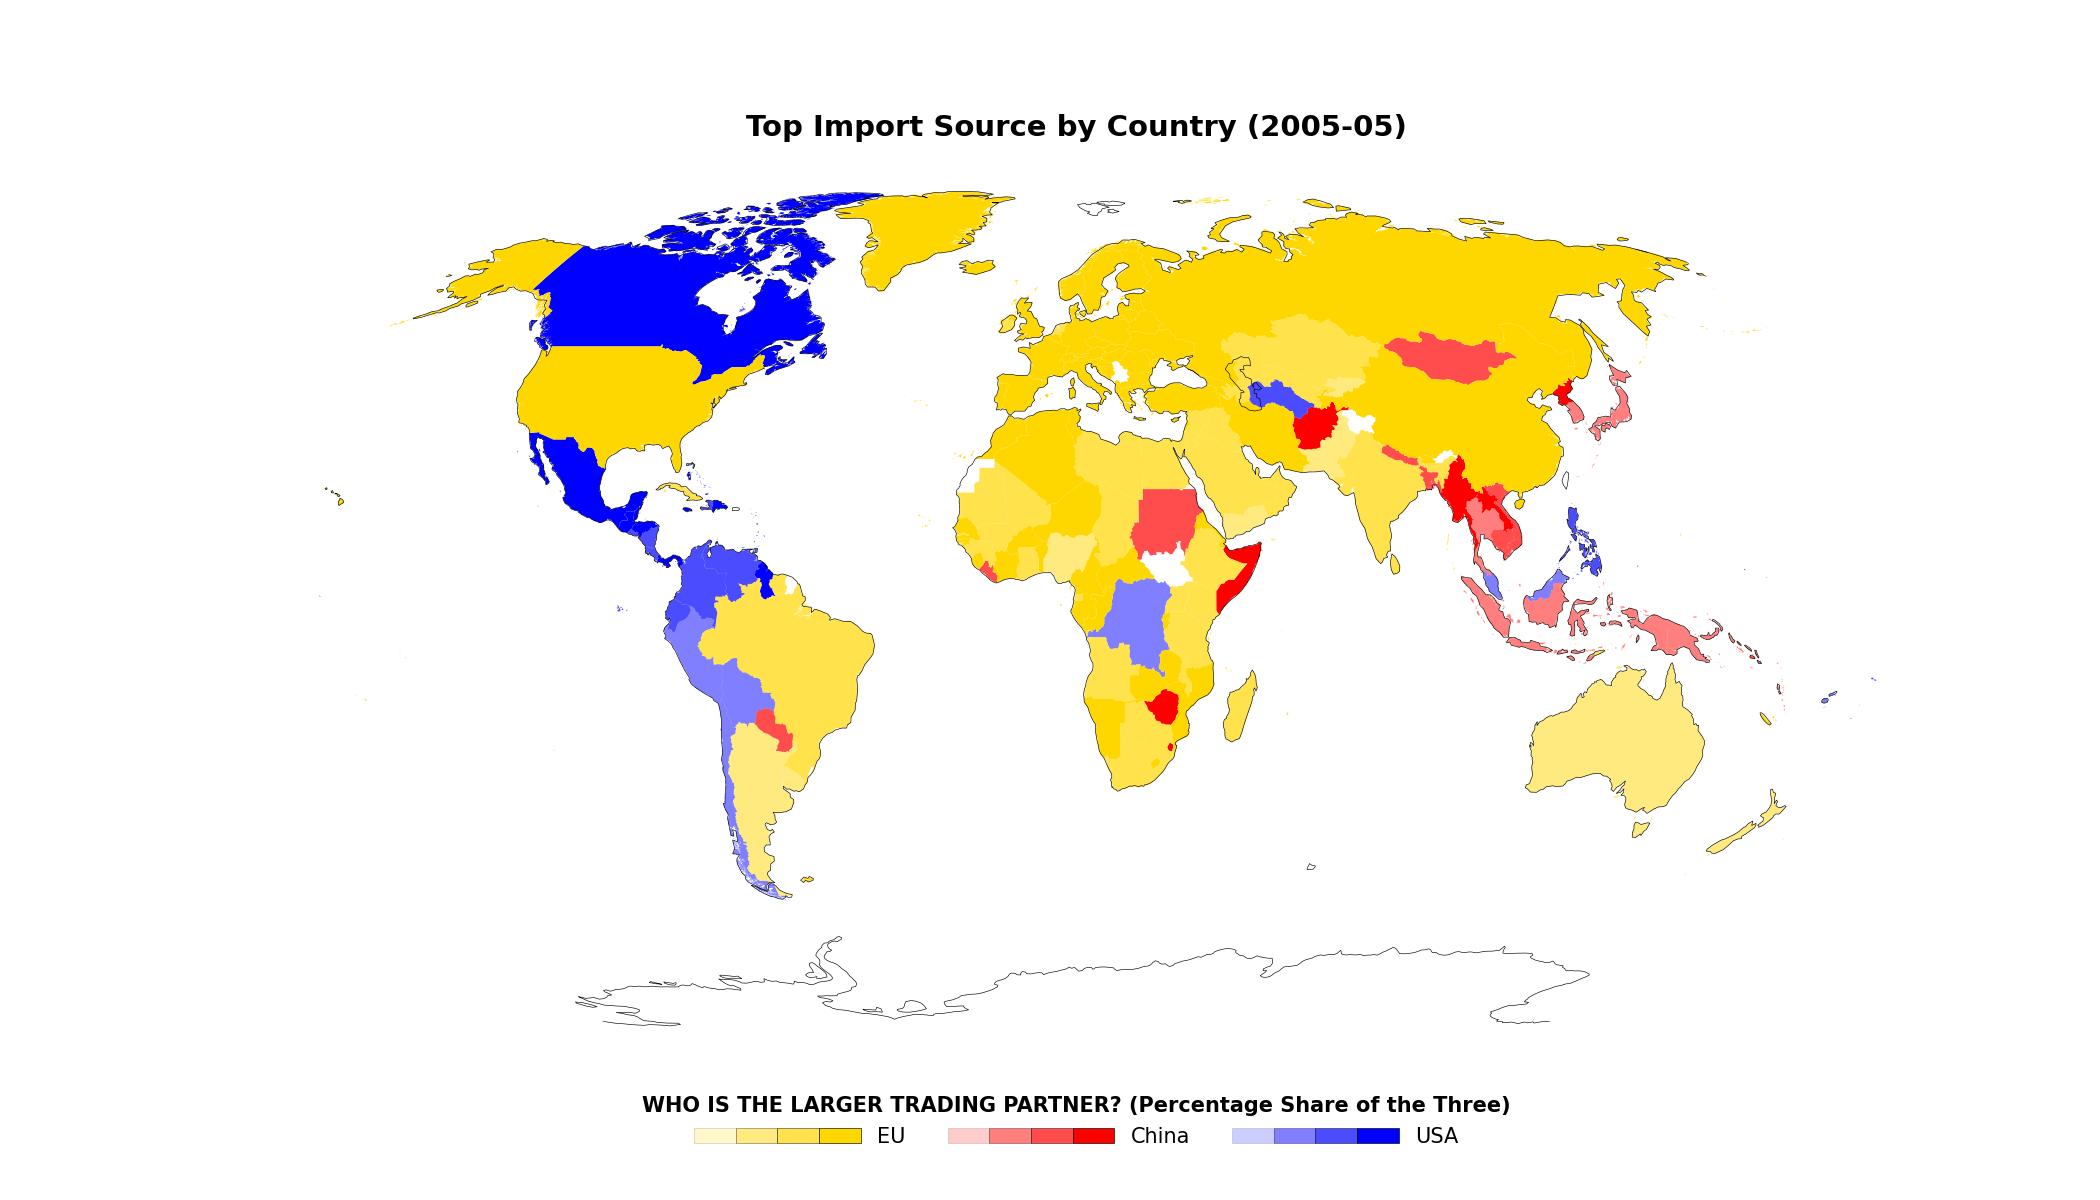 Top Import Source by Country (2005-05)
WHO IS THE LARGER TRADING PARTNER? (Percentage Share of the Three)
EU China USA